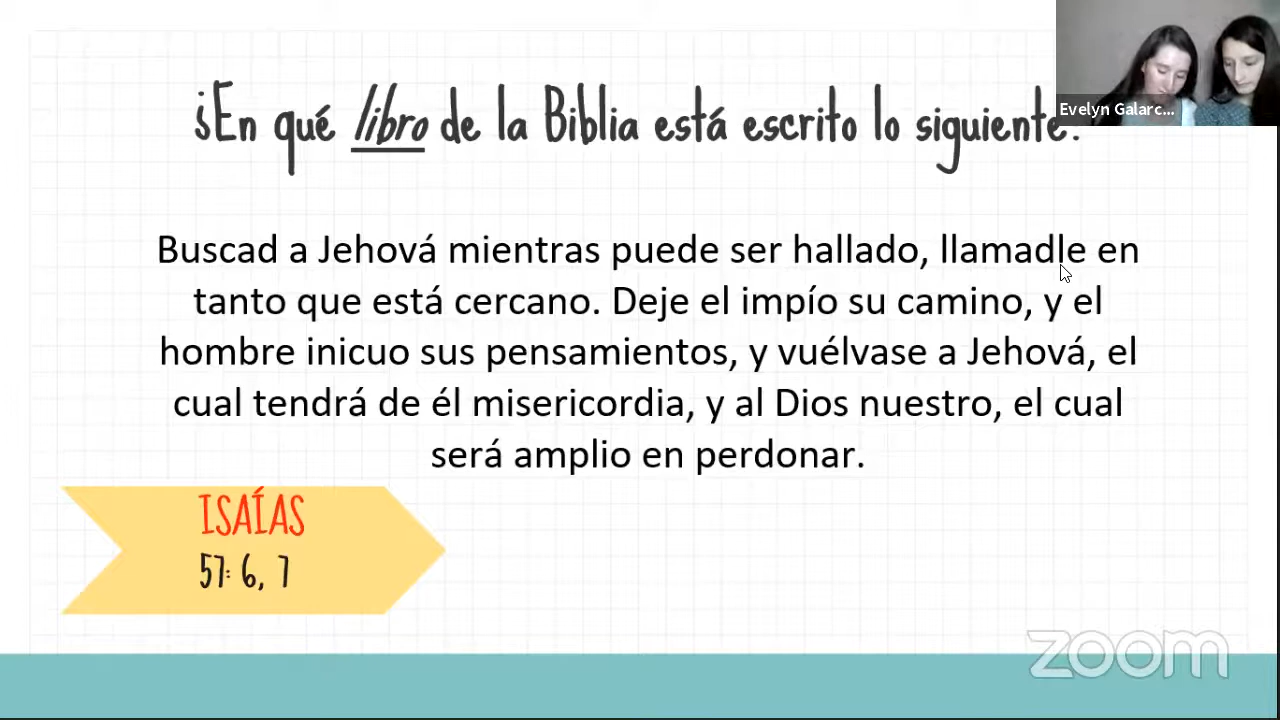 ¿En qué libro de la Biblia está escrito lo siguiente?
Evelyn Galarc...
Buscad a Jehová mientras puede ser hallado, llamadle en
tanto que está cercano. Deje el impío su camino, y el
hombre inicuo sus pensamientos, y vuélvase a Jehová, el
cual tendrá de él misericordia, y al Dios nuestro, el cual
será amplio en perdonar.
ISAÍAS
57: 6, 7
zoom